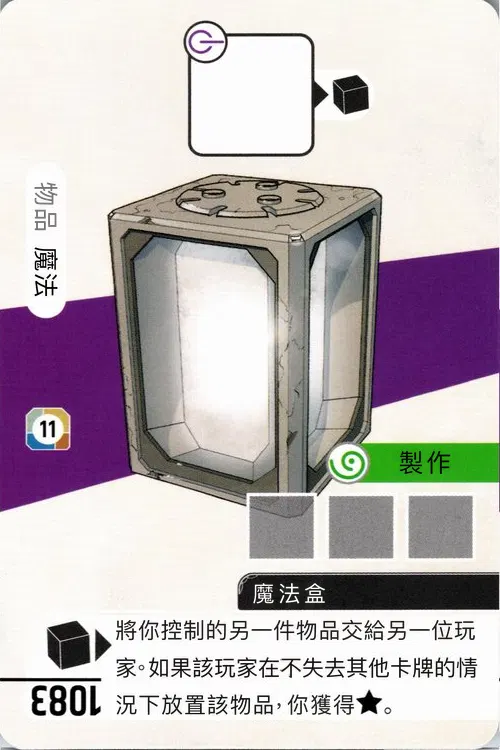 物品 魔法
11
製作
魔法盒
將你控制的另一件物品交給另一位玩
家。如果該玩家在不失去其他卡牌的情
況下放置該物品,你獲得★。
1083